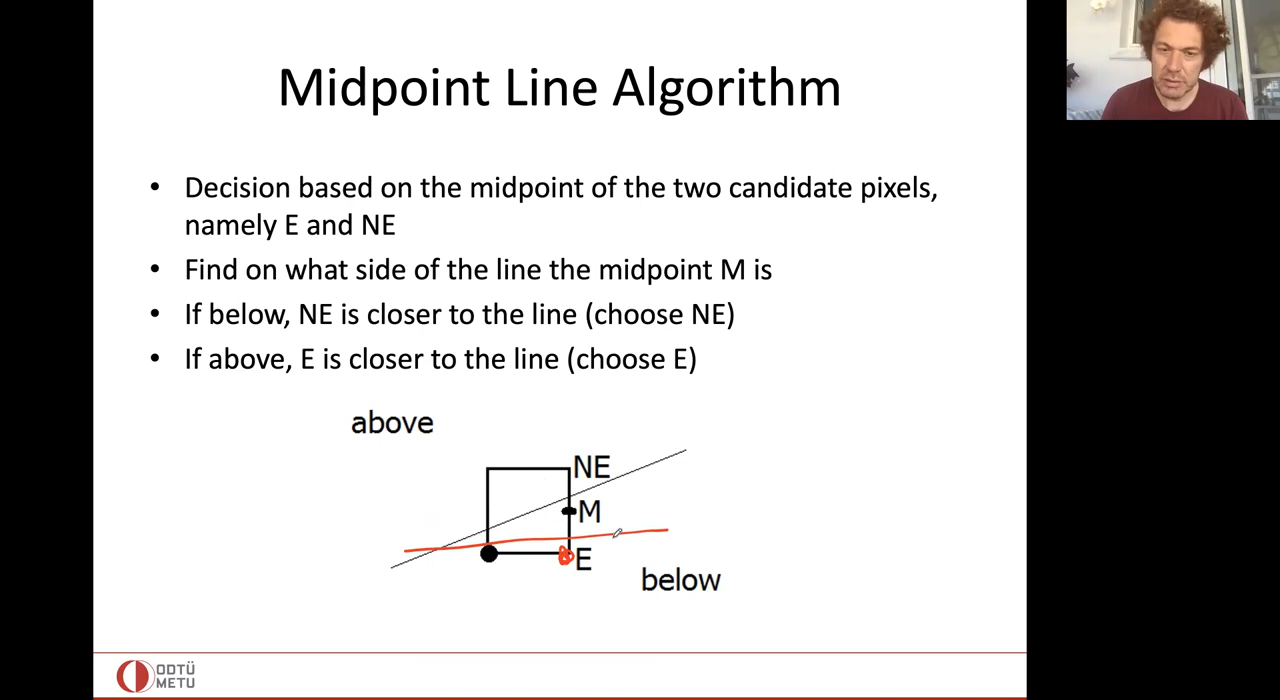 Midpoint Line Algorithm
• Decision based on the midpoint of the two candidate pixels,
namely E and NE
• Find on what side of the line the midpoint M is
• If below, NE is closer to the line (choose NE)
• If above, E is closer to the line (choose E)
above
NE
M
E
below
ODTÜ
METU